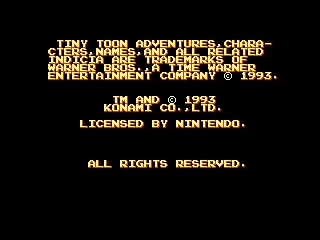 TINY TOON ADVENTURES,CHARA-
CTERS,NAMES,AND ALL RELATED
INDICIA ARE TRADEMARKS OF
WARNER BROS.,A TIME WARNER
ENTERTAINMENT COMPANY © 1993.
TM AND © 1993
KONAMI CO.,LTD.
LICENSED BY NINTENDO.
ALL RIGHTS RESERVED.